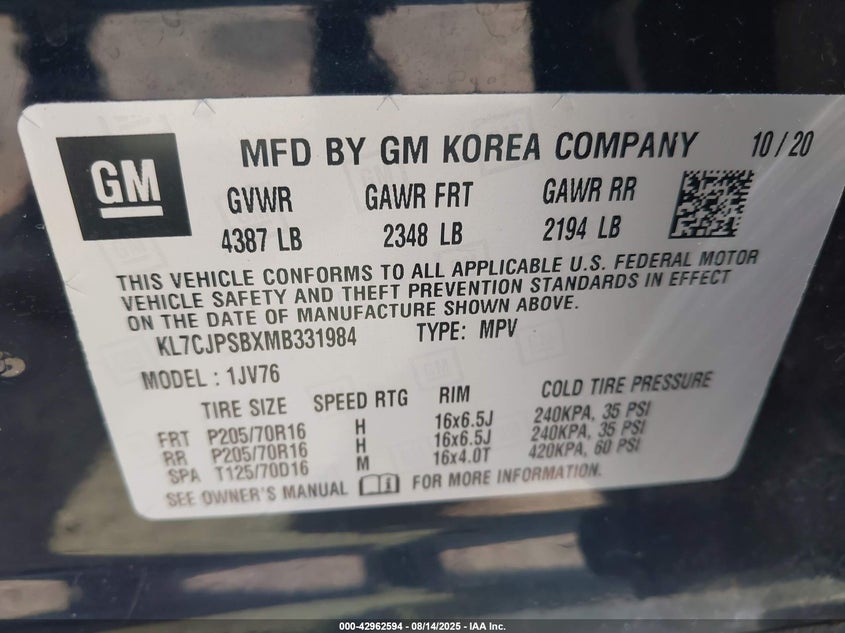 GM
MFD BY GM KOREA COMPANY 10/20
GVWR GAWR FRT GAWR RR
4387 LB 2348 LB 2194 LB
THIS VEHICLE CONFORMS TO ALL APPLICABLE U.S. FEDERAL MOTOR
VEHICLE SAFETY AND THEFT PREVENTION STANDARDS IN EFFECT
ON THE DATE OF MANUFACTURE SHOWN ABOVE.
KL7CJPSBXMB331984 TYPE: MPV
MODEL : 1JV76
TIRE SIZE SPEED RTG RIM COLD TIRE PRESSURE
FRT P205/70R16 H 16x6.5J 240KPA, 35 PSI
RR P205/70R16 H 16x6.5J 240KPA, 35 PSI
SPA T125/70D16 M 16x4.0T 420KPA, 60 PSI
SEE OWNER'S MANUAL FOR MORE INFORMATION.
000-42962594 — 08/14/2025 — IAA Inc.